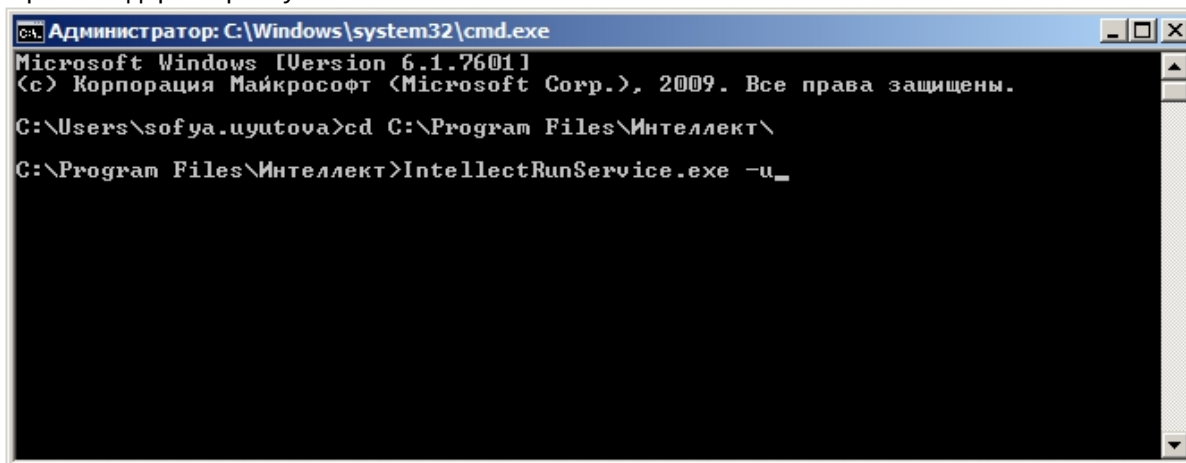 Администратор: C:\Windows\system32\cmd.exe
Microsoft Windows [Version 6.1.7601]
(c) Корпорация Майкрософт (Microsoft Corp.), 2009. Все права защищены.
C:\Users\sofya.uyutova>cd C:\Program Files\Интеллект\
C:\Program Files\Интеллект>IntellectRunService.exe -u_